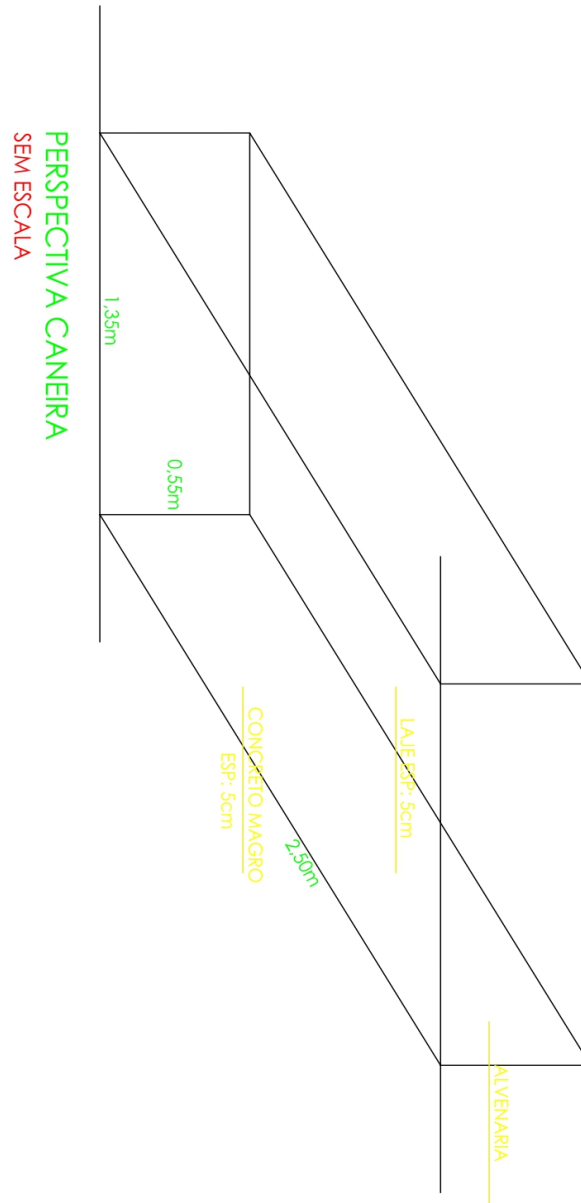 PERSPECTIVA CANEIRA
SEM ESCALA
1,35m
0,55m
2,50m
LAJE ESP: 5cm
CONCRETO MAGRO
ESP: 5cm
ALVENARIA